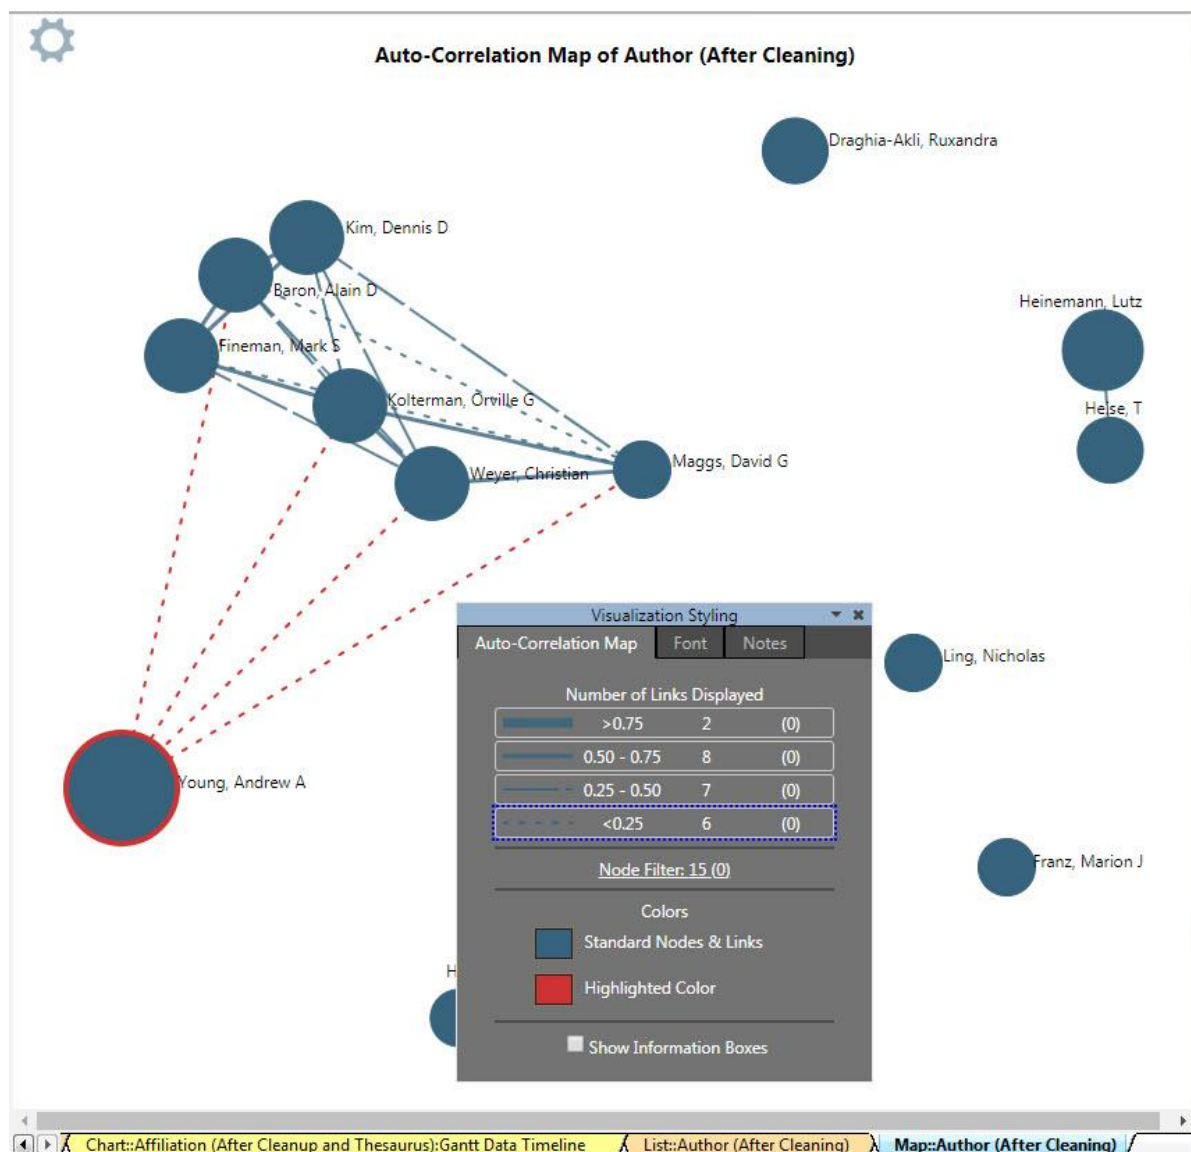 Auto-Correlation Map of Author (After Cleaning)
Draghia-Akli, Ruxandra
Kim, Dennis D
Baron, Alain D
Heinemann, Lutz
Fineman, Mark S
Kolterman, Orville G
Heise, T
Maggs, David G
Weyer, Christian
Visualization Styling
Auto-Correlation Map Font Notes
Ling, Nicholas
Number of Links Displayed
>0.75 2 (0)
0.50 - 0.75 8 (0)
Young, Andrew A
0.25 - 0.50 7 (0)
<0.25 6 (0)
Node Filter: 15 (0)
Franz, Marion J
Colors
Standard Nodes & Links
H
Highlighted Color
Show Information Boxes
Chart::Affiliation (After Cleanup and Thesaurus):Gantt Data Timeline
List::Author (After Cleaning)
Map::Author (After Cleaning)